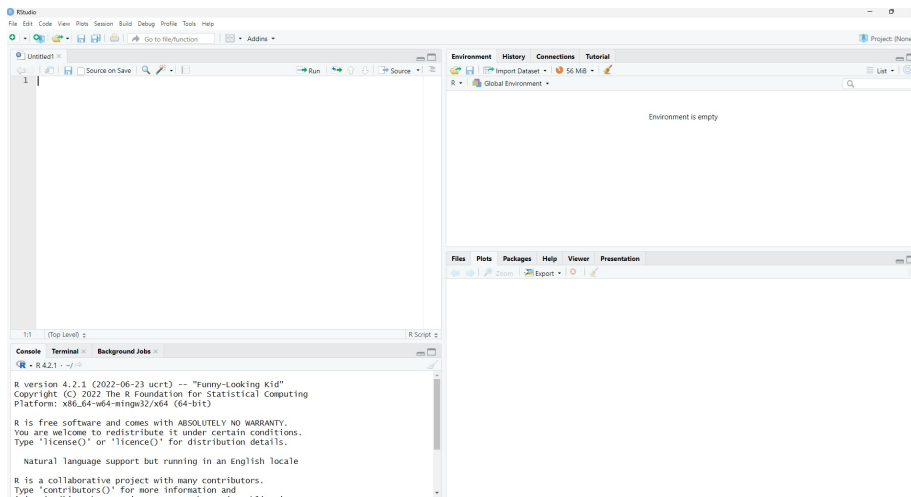 RStudio
File Edit Code View Plots Session Build Debug Profile Tools Help
Go to file/function Addins Project: (None
Untitled1
Source on Save Run Source
1
1:1 (Top Level) R Script
Console Terminal Background Jobs
R 4.2.1 · ~/
R version 4.2.1 (2022-06-23 ucrt) -- "Funny-Looking Kid"
Copyright (C) 2022 The R Foundation for Statistical Computing
Platform: x86_64-w64-mingw32/x64 (64-bit)
R is free software and comes with ABSOLUTELY NO WARRANTY.
You are welcome to redistribute it under certain conditions.
Type 'license()' or 'licence()' for distribution details.
Natural language support but running in an English locale
R is a collaborative project with many contributors.
Type 'contributors()' for more information and
Environment History Connections Tutorial
Import Dataset 56 MiB List
R Global Environment
Environment is empty
Files Plots Packages Help Viewer Presentation
Zoom Export